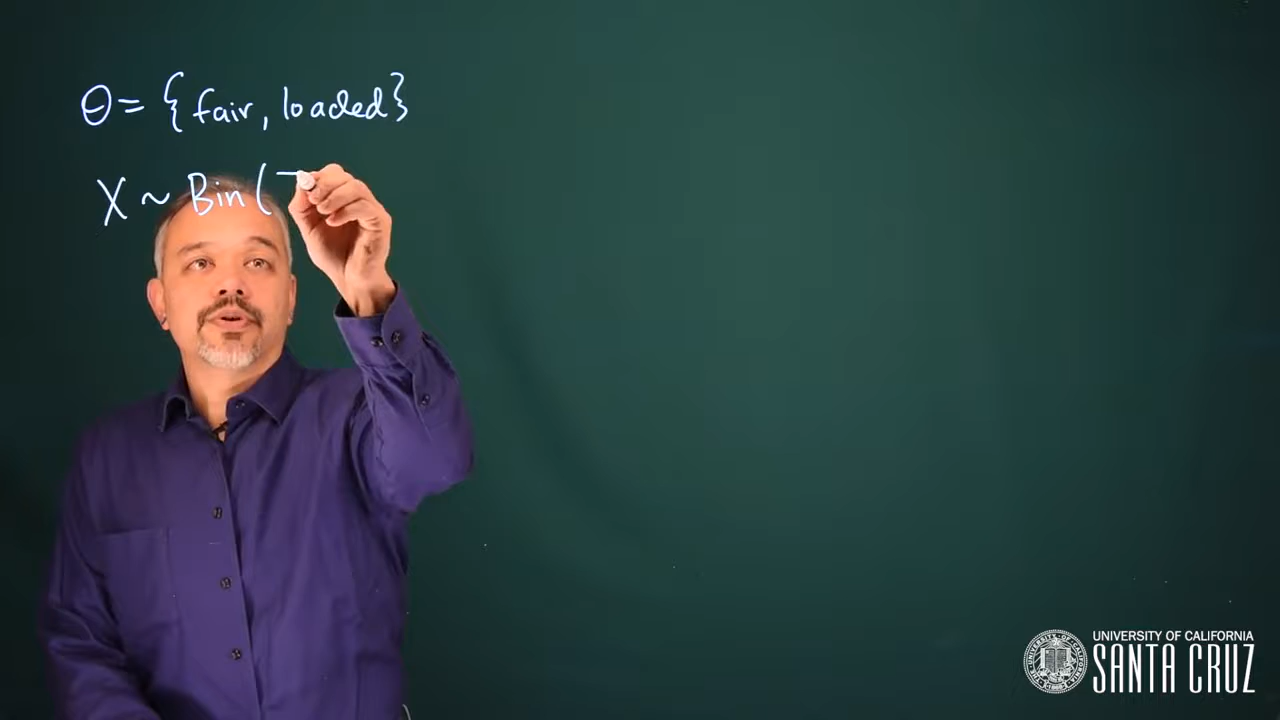 θ = {fair, loaded}
X ~ Bin(
UNIVERSITY OF CALIFORNIA
SANTA CRUZ